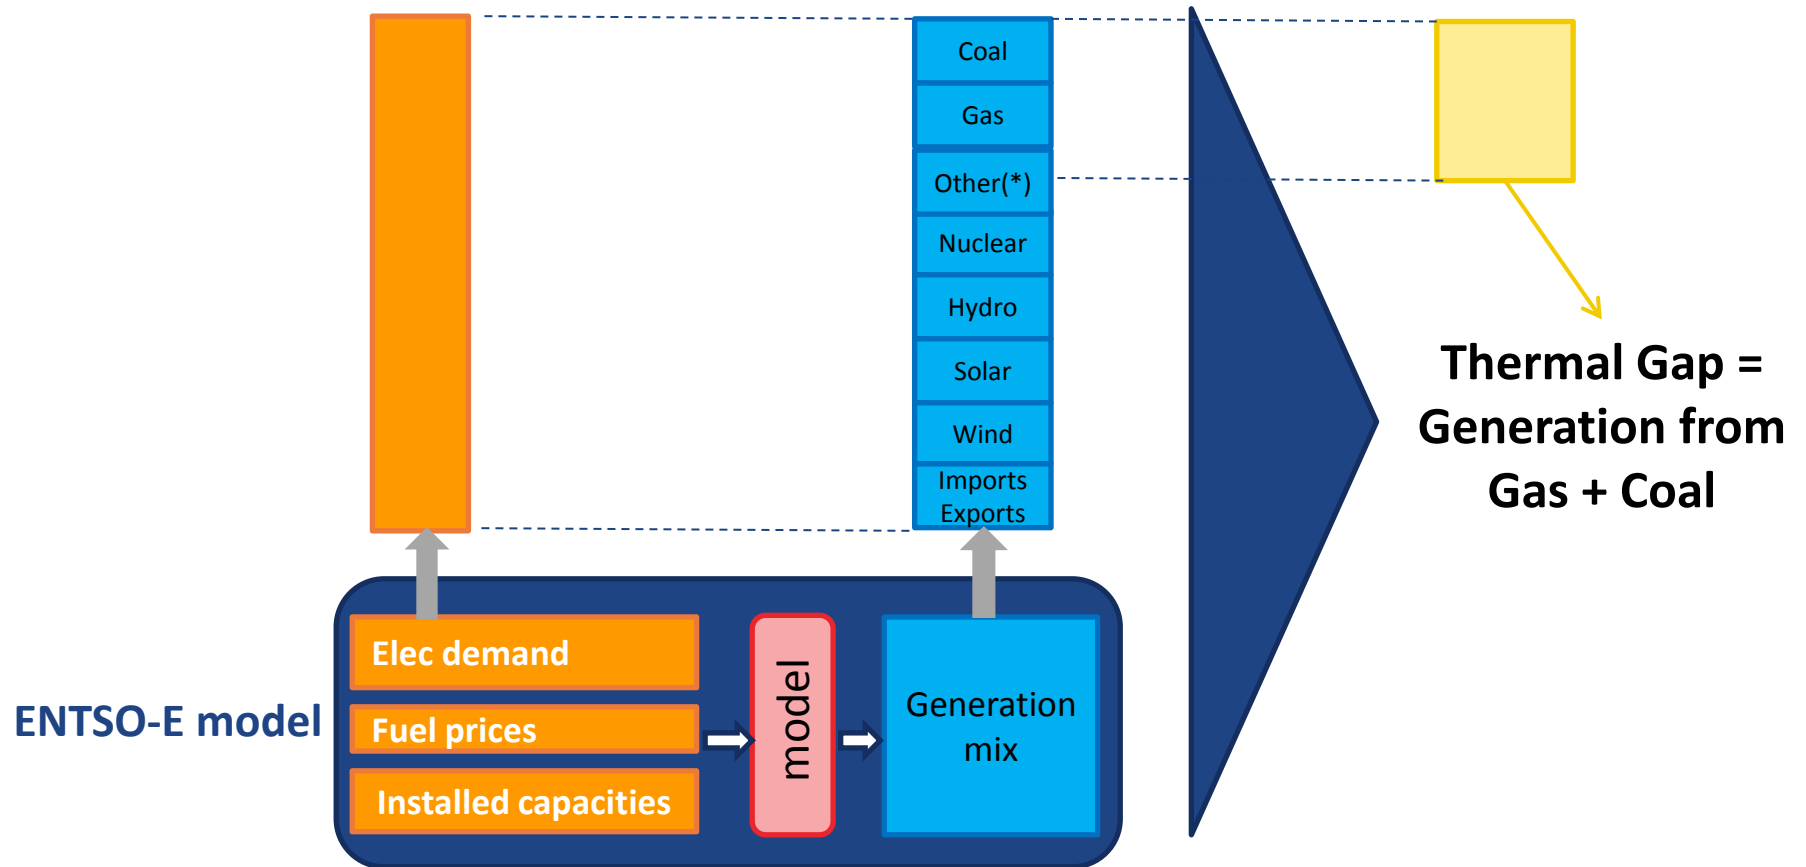 Coal
Gas
Other(*)
Nuclear
Hydro
Solar
Wind
Imports
Exports
Thermal Gap =
Generation from
Gas + Coal
ENTSO-E model
Elec demand
Fuel prices
Installed capacities
model
Generation
mix